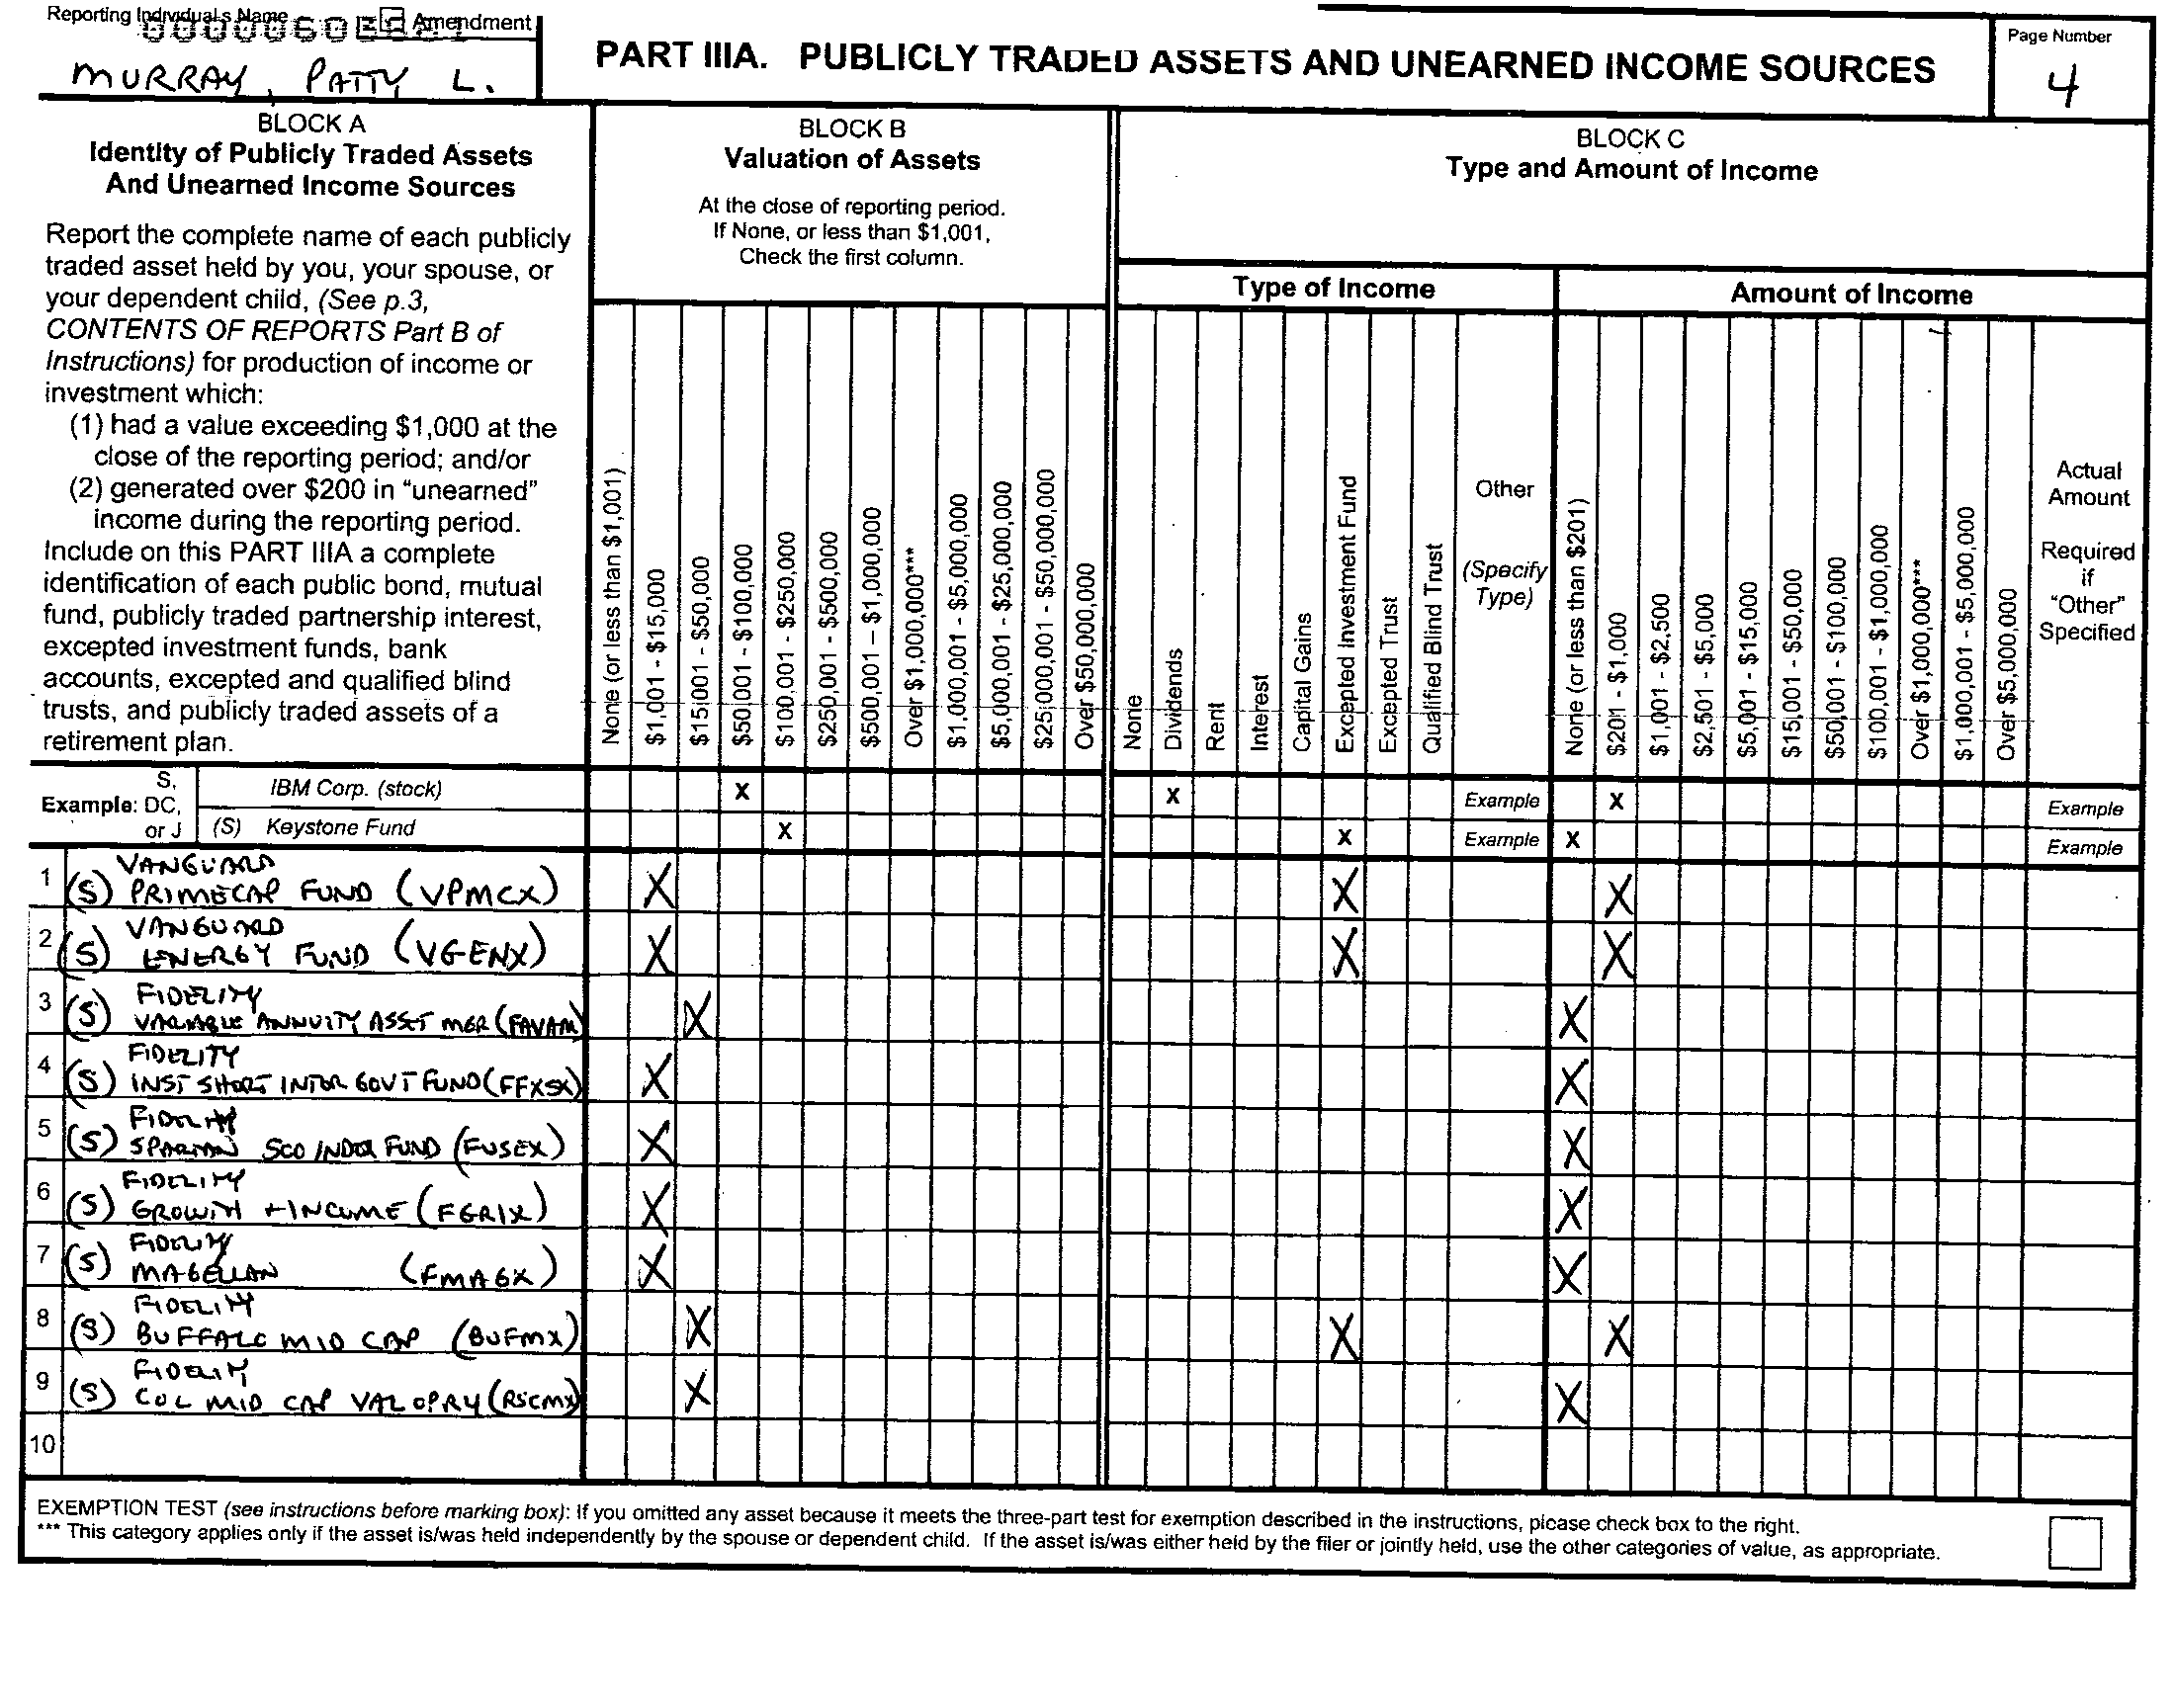 Reporting Individual's Name
Amendment
MURRAY, PATTY L.
PART IIIA. PUBLICLY TRADED ASSETS AND UNEARNED INCOME SOURCES
Page Number
4
BLOCK A
Identity of Publicly Traded Assets
And Unearned Income Sources
Report the complete name of each publicly
traded asset held by you, your spouse, or
your dependent child, (See p.3,
CONTENTS OF REPORTS Part B of
Instructions) for production of income or
investment which:
(1) had a value exceeding $1,000 at the
close of the reporting period; and/or
(2) generated over $200 in "unearned"
income during the reporting period.
Include on this PART IIIA a complete
identification of each public bond, mutual
fund, publicly traded partnership interest,
excepted investment funds, bank
accounts, excepted and qualified blind
trusts, and publicly traded assets of a
retirement plan.
BLOCK B
Valuation of Assets
At the close of reporting period.
If None, or less than $1,001,
Check the first column.
None (or less than $1,001)
$1,001 - $15,000
$15,001 - $50,000
$50,001 - $100,000
$100,001 - $250,000
$250,001 - $500,000
$500,001 – $1,000,000
Over $1,000,000***
$1,000,001 - $5,000,000
$5,000,001 - $25,000,000
$25,000,001 - $50,000,000
Over $50,000,000
BLOCK C
Type and Amount of Income
Type of Income
None
Dividends
Rent
Interest
Capital Gains
Excepted Investment Fund
Excepted Trust
Qualified Blind Trust
Other
(Specify
Type)
Amount of Income
None (or less than $201)
$201 - $1,000
$1,001 - $2,500
$2,501 - $5,000
$5,001 - $15,000
$15,001 - $50,000
$50,001 - $100,000
$100,001 - $1,000,000
Over $1,000,000***
$1,000,001 - $5,000,000
Over $5,000,000
Actual
Amount
Required
if
"Other"
Specified
Example: S, DC, or J
IBM Corp. (stock) X X Example X Example
(S) Keystone Fund X X Example X Example
1 VANGUARD
(S) PRIMECAP FUND (VPMCX) X X X
2 VANGUARD
(S) ENERGY FUND (VGENX) X X X
3 FIDELITY
(S) VARIABLE ANNUITY ASSET MGR (FAVAM) X X
4 FIDELITY
(S) INST SHORT INTER GOVT FUND (FFXSX) X X
5 FIDELITY
(S) SPARTAN 500 INDEX FUND (FUSEX) X X
6 FIDELITY
(S) GROWTH + INCOME (FGRIX) X X
7 FIDELITY
(S) MAGELLAN (FMAGX) X X
8 FIDELITY
(S) BUFFALO MID CAP (BUFMX) X X X
9 FIDELITY
(S) COL MID CAP VAL OPRY (RSCMX) X X
10
EXEMPTION TEST (see instructions before marking box): If you omitted any asset because it meets the three-part test for exemption described in the instructions, please check box to the right.
*** This category applies only if the asset is/was held independently by the spouse or dependent child. If the asset is/was either held by the filer or jointly held, use the other categories of value, as appropriate.